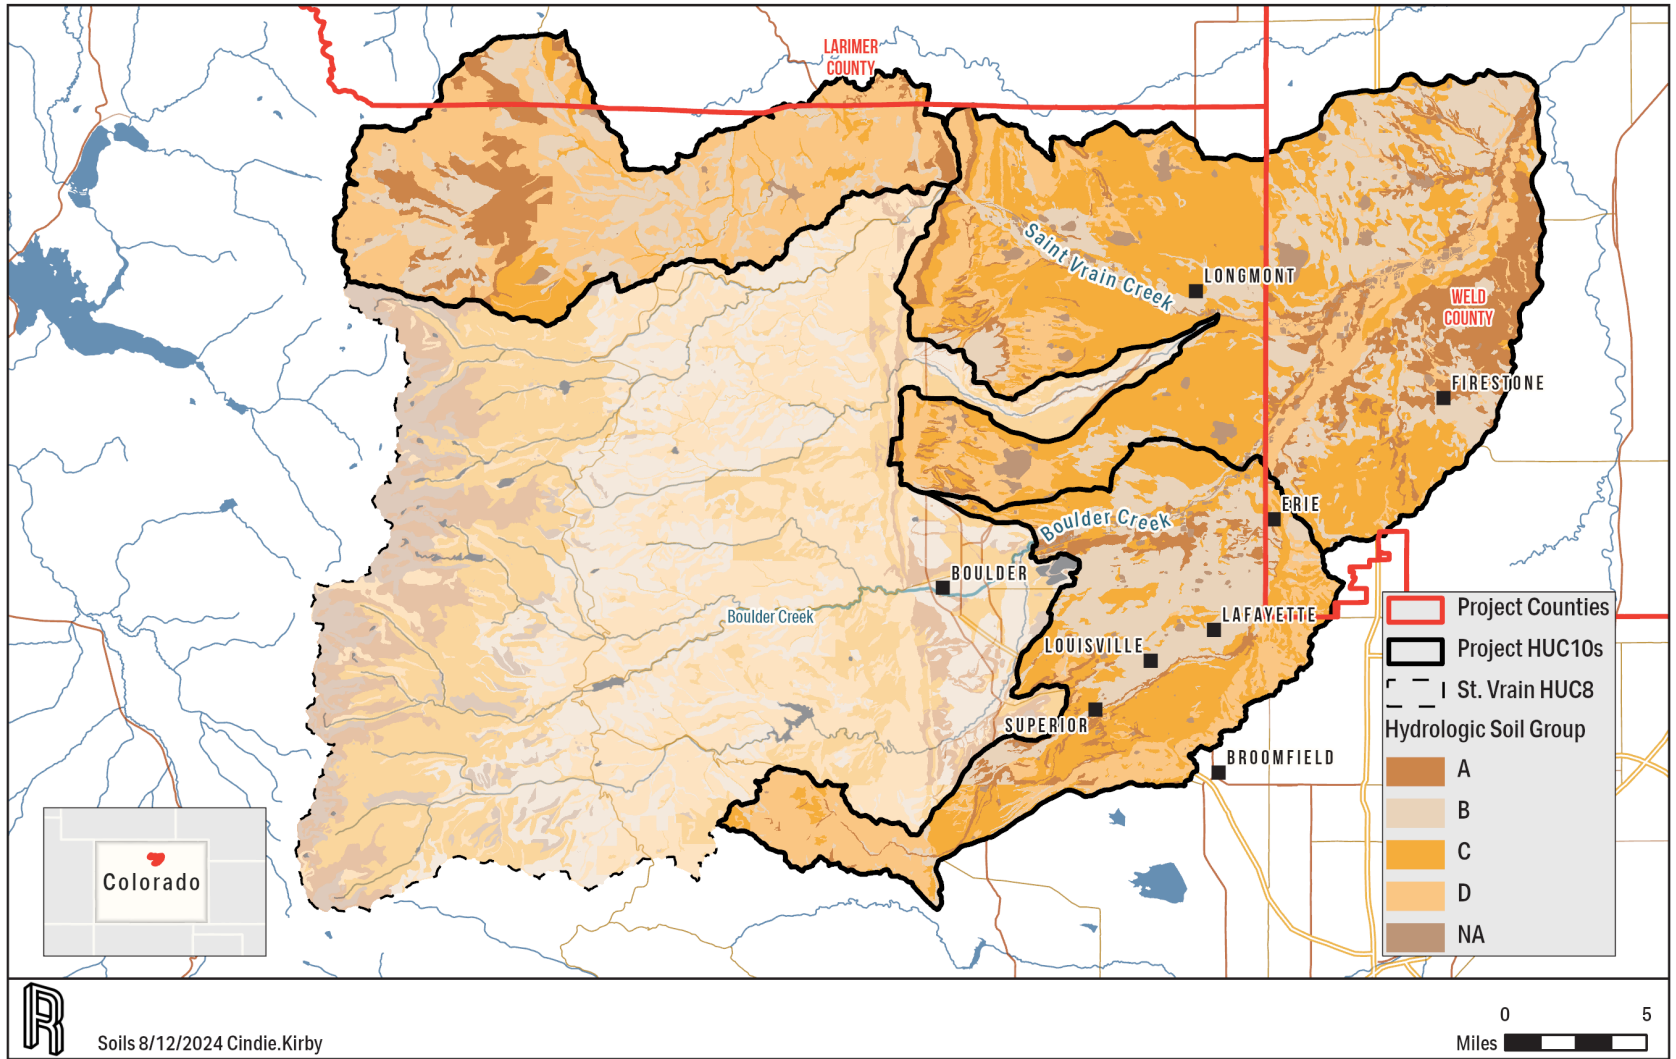 LARIMER
COUNTY
Saint Vrain Creek
LONGMONT
WELD
COUNTY
FIRESTONE
ERIE
Boulder Creek
BOULDER
Boulder Creek
LAFAYETTE
LOUISVILLE
SUPERIOR
BROOMFIELD
Project Counties
Project HUC10s
St. Vrain HUC8
Hydrologic Soil Group
A
B
C
D
NA
Colorado
R
Soils 8/12/2024 Cindie.Kirby
0 5
Miles